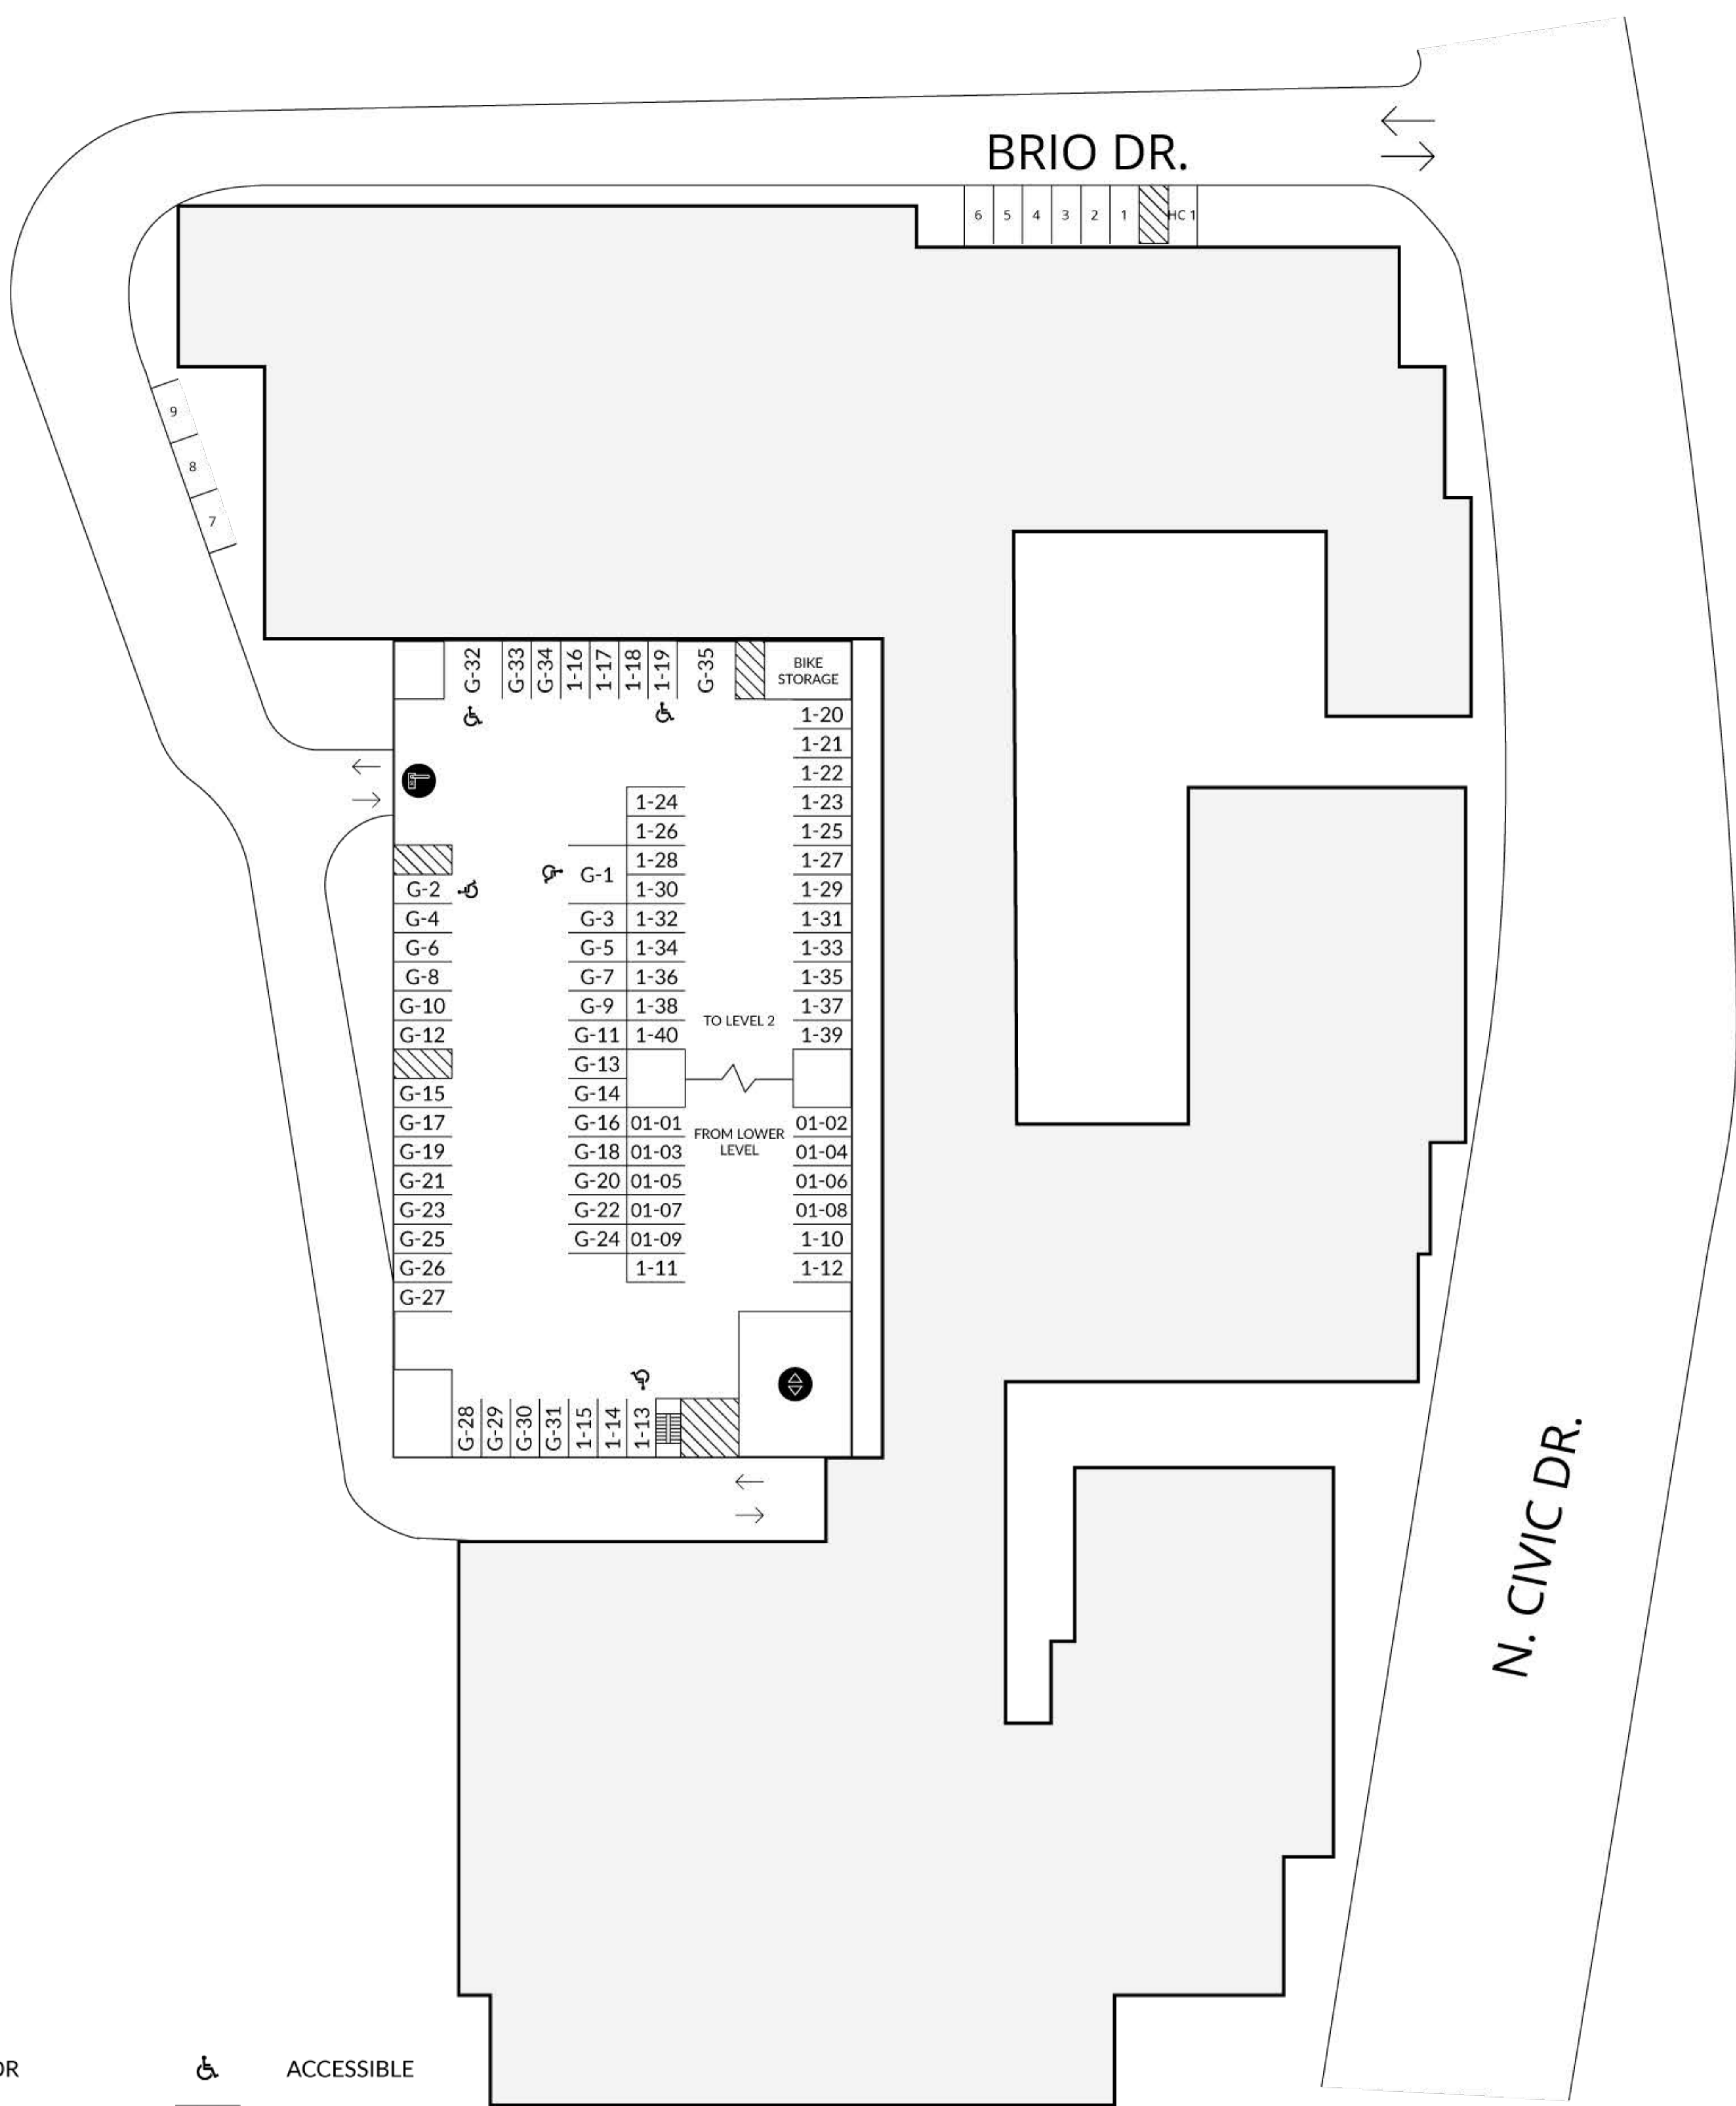 BRIO DR.
6 5 4 3 2 1 HC 1
9
8
7
G-32 G-33 G-34 1-16 1-17 1-18 1-19 G-35
BIKE
STORAGE
1-20
1-21
1-22
1-24 1-23
1-26 1-25
1-28 1-27
G-1
G-2 1-30 1-29
G-4 G-3 1-32 1-31
G-6 G-5 1-34 1-33
G-8 G-7 1-36 1-35
G-10 G-9 1-38 1-37
TO LEVEL 2
G-12 G-11 1-40 1-39
G-13
G-15 G-14
G-17 G-16 01-01 01-02
FROM LOWER
LEVEL
G-19 G-18 01-03 01-04
G-21 G-20 01-05 01-06
G-23 G-22 01-07 01-08
G-25 G-24 01-09 1-10
G-26 1-11 1-12
G-27
G-28 G-29 G-30 G-31 1-15 1-14 1-13
N. CIVIC DR.
OR
ACCESSIBLE